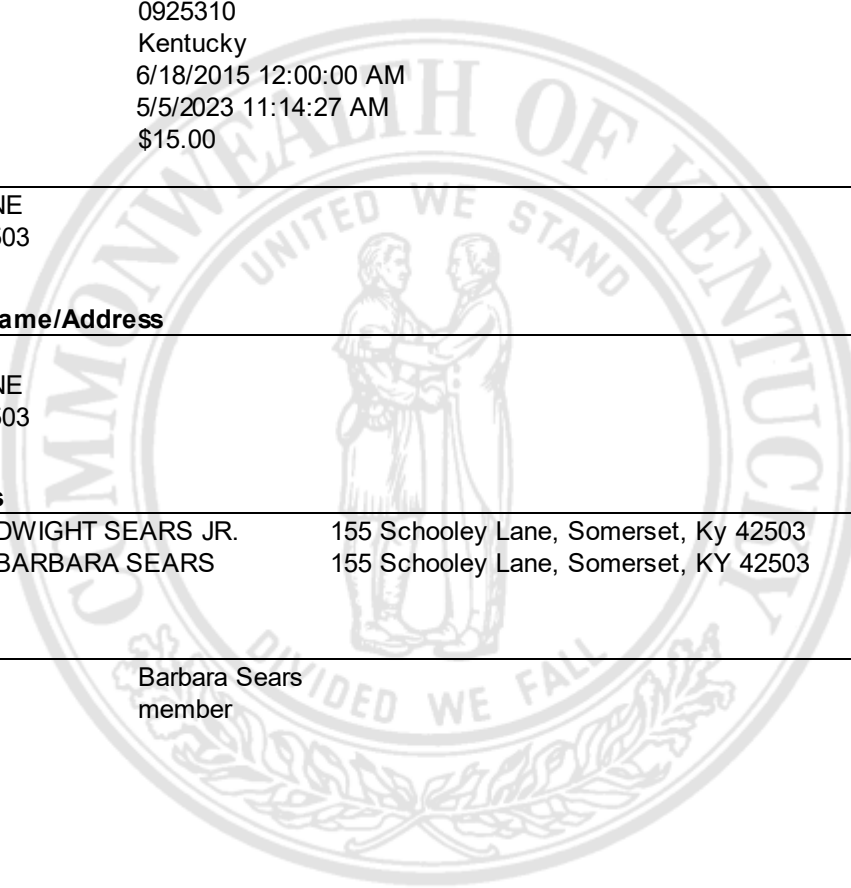 0925310
Kentucky
6/18/2015 12:00:00 AM
5/5/2023 11:14:27 AM
$15.00
NE
503
ame/Address
NE
503
s
DWIGHT SEARS JR. 155 Schooley Lane, Somerset, Ky 42503
BARBARA SEARS 155 Schooley Lane, Somerset, KY 42503
Barbara Sears
member
COMMONWEALTH OF KENTUCKY
UNITED WE STAND
DIVIDED WE FALL